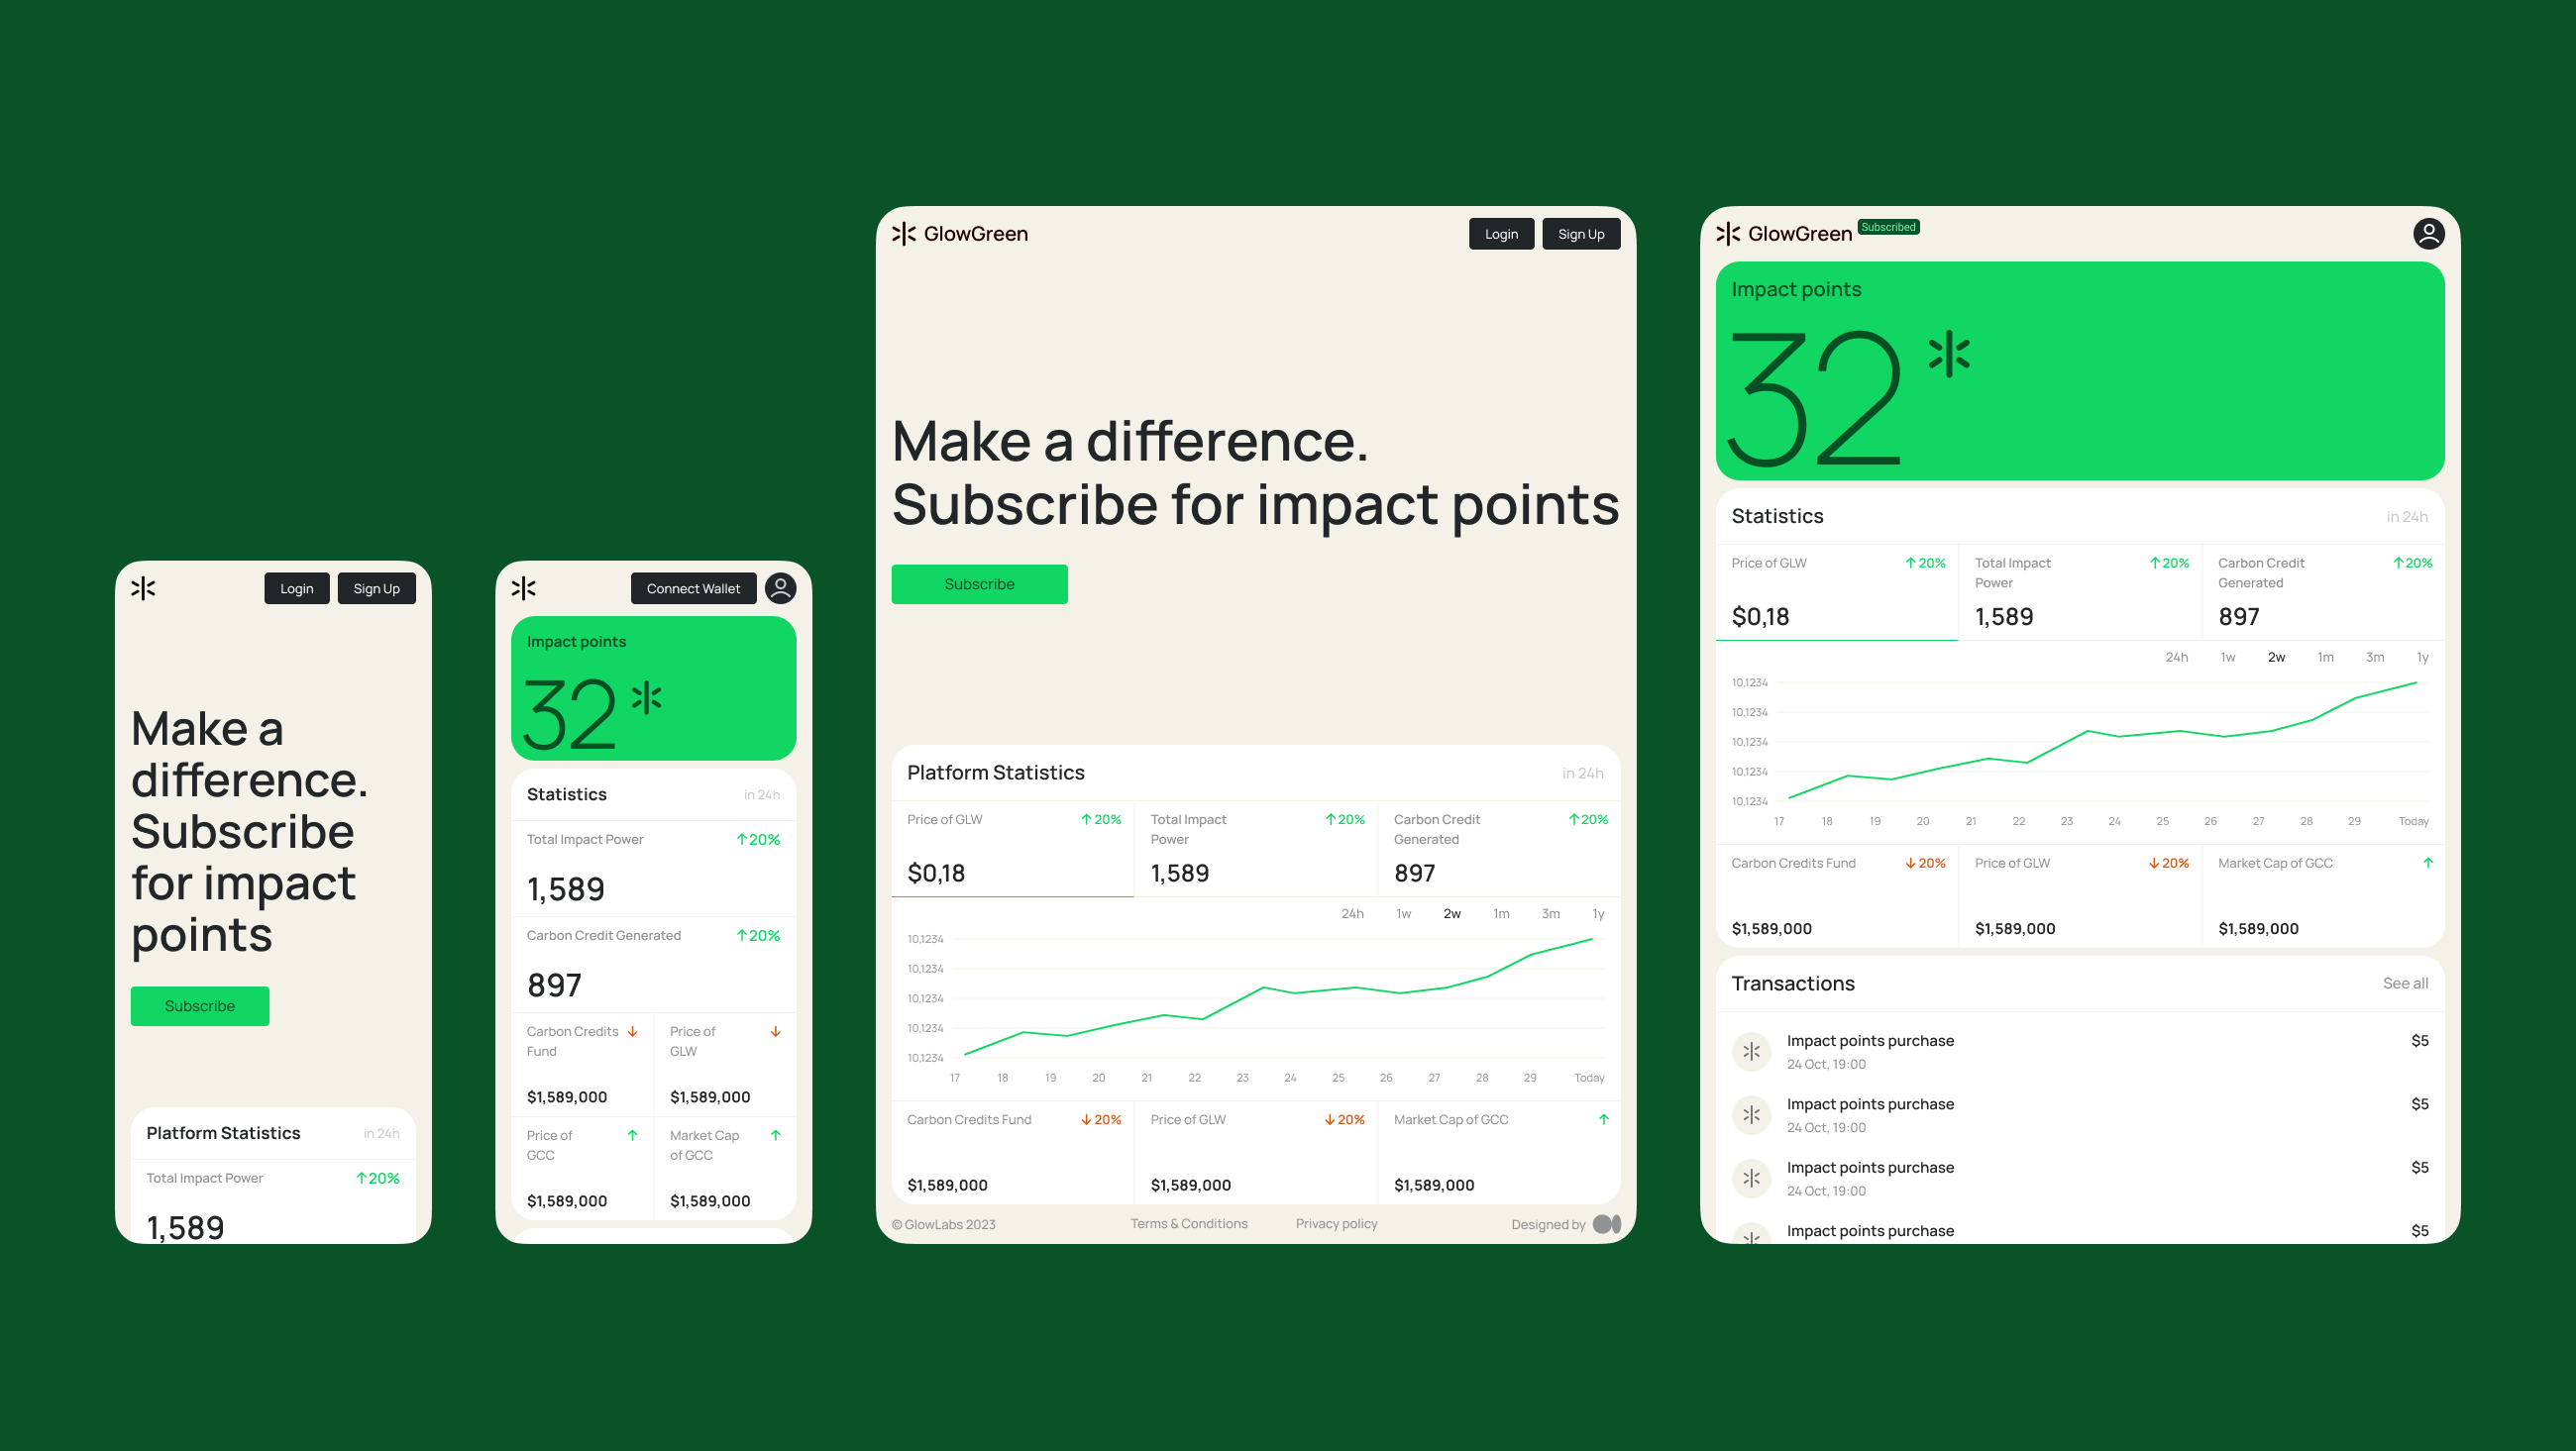 Login
Sign Up
Make a
difference.
Subscribe
for impact
points
Subscribe
Platform Statistics
in 24h
Total Impact Power
↑20%
1,589
Connect Wallet
Impact points
32
Statistics
in 24h
Total Impact Power
↑20%
1,589
Carbon Credit Generated
↑20%
897
Carbon Credits
Fund
↓
$1,589,000
Price of
GLW
↓
$1,589,000
Price of
GCC
↑
$1,589,000
Market Cap
of GCC
↑
$1,589,000
GlowGreen
Login
Sign Up
Make a difference.
Subscribe for impact points
Subscribe
Platform Statistics
in 24h
Price of GLW
↑20%
$0,18
Total Impact
Power
↑20%
1,589
Carbon Credit
Generated
↑20%
897
24h 1w 2w 1m 3m 1y
10,1234
10,1234
10,1234
10,1234
10,1234
17 18 19 20 21 22 23 24 25 26 27 28 29 Today
Carbon Credits Fund
↓20%
$1,589,000
Price of GLW
↓20%
$1,589,000
Market Cap of GCC
↑
$1,589,000
© GlowLabs 2023
Terms & Conditions
Privacy policy
Designed by
GlowGreen
Subscribed
Impact points
32
Statistics
in 24h
Price of GLW
↑20%
$0,18
Total Impact
Power
↑20%
1,589
Carbon Credit
Generated
↑20%
897
24h 1w 2w 1m 3m 1y
10,1234
10,1234
10,1234
10,1234
10,1234
17 18 19 20 21 22 23 24 25 26 27 28 29 Today
Carbon Credits Fund
↓20%
$1,589,000
Price of GLW
↓20%
$1,589,000
Market Cap of GCC
↑
$1,589,000
Transactions
See all
Impact points purchase
$5
24 Oct, 19:00
Impact points purchase
$5
24 Oct, 19:00
Impact points purchase
$5
24 Oct, 19:00
Impact points purchase
$5